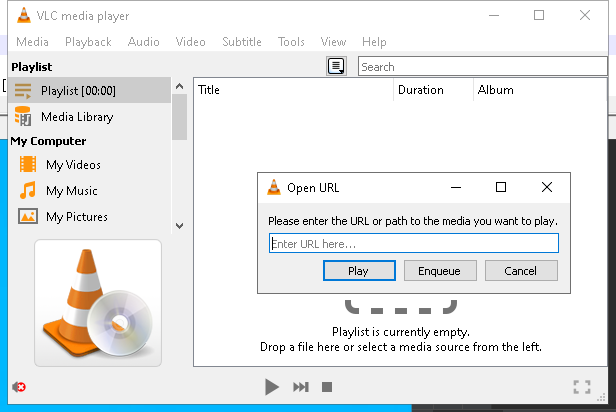 VLC media player
Media Playback Audio Video Subtitle Tools View Help
Playlist
Search
Playlist [00:00]
Title Duration Album
Media Library
My Computer
My Videos
My Music
My Pictures
Open URL
Please enter the URL or path to the media you want to play.
Enter URL here...
Play Enqueue Cancel
Playlist is currently empty.
Drop a file here or select a media source from the left.